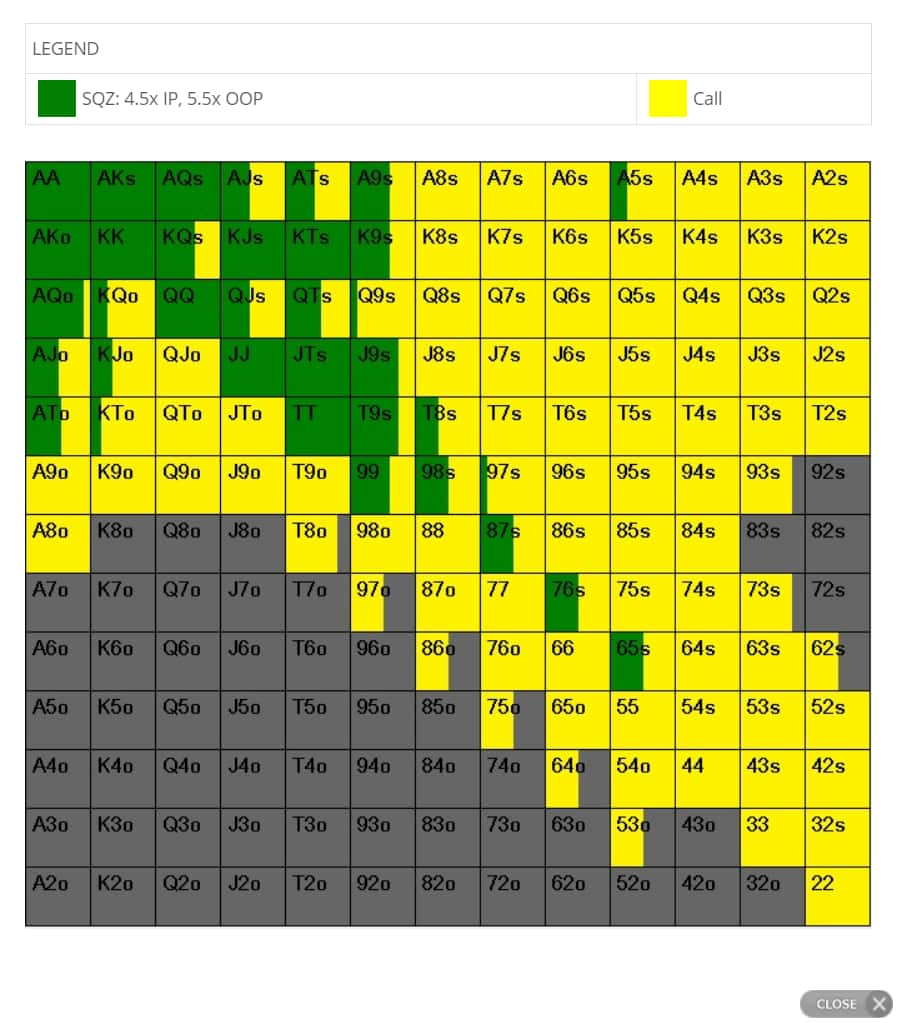 LEGEND
SQZ: 4.5x IP, 5.5x OOP Call
AA AKs AQs AJs ATs A9s A8s A7s A6s A5s A4s A3s A2s
AKo KK KQs KJs KTs K9s K8s K7s K6s K5s K4s K3s K2s
AQo KQo QQ QJs QTs Q9s Q8s Q7s Q6s Q5s Q4s Q3s Q2s
AJo KJo QJo JJ JTs J9s J8s J7s J6s J5s J4s J3s J2s
ATo KTo QTo JTo TT T9s T8s T7s T6s T5s T4s T3s T2s
A9o K9o Q9o J9o T9o 99 98s 97s 96s 95s 94s 93s 92s
A8o K8o Q8o J8o T8o 98o 88 87s 86s 85s 84s 83s 82s
A7o K7o Q7o J7o T7o 97o 87o 77 76s 75s 74s 73s 72s
A6o K6o Q6o J6o T6o 96o 86o 76o 66 65s 64s 63s 62s
A5o K5o Q5o J5o T5o 95o 85o 75o 65o 55 54s 53s 52s
A4o K4o Q4o J4o T4o 94o 84o 74o 64o 54o 44 43s 42s
A3o K3o Q3o J3o T3o 93o 83o 73o 63o 53o 43o 33 32s
A2o K2o Q2o J2o T2o 92o 82o 72o 62o 52o 42o 32o 22
CLOSE